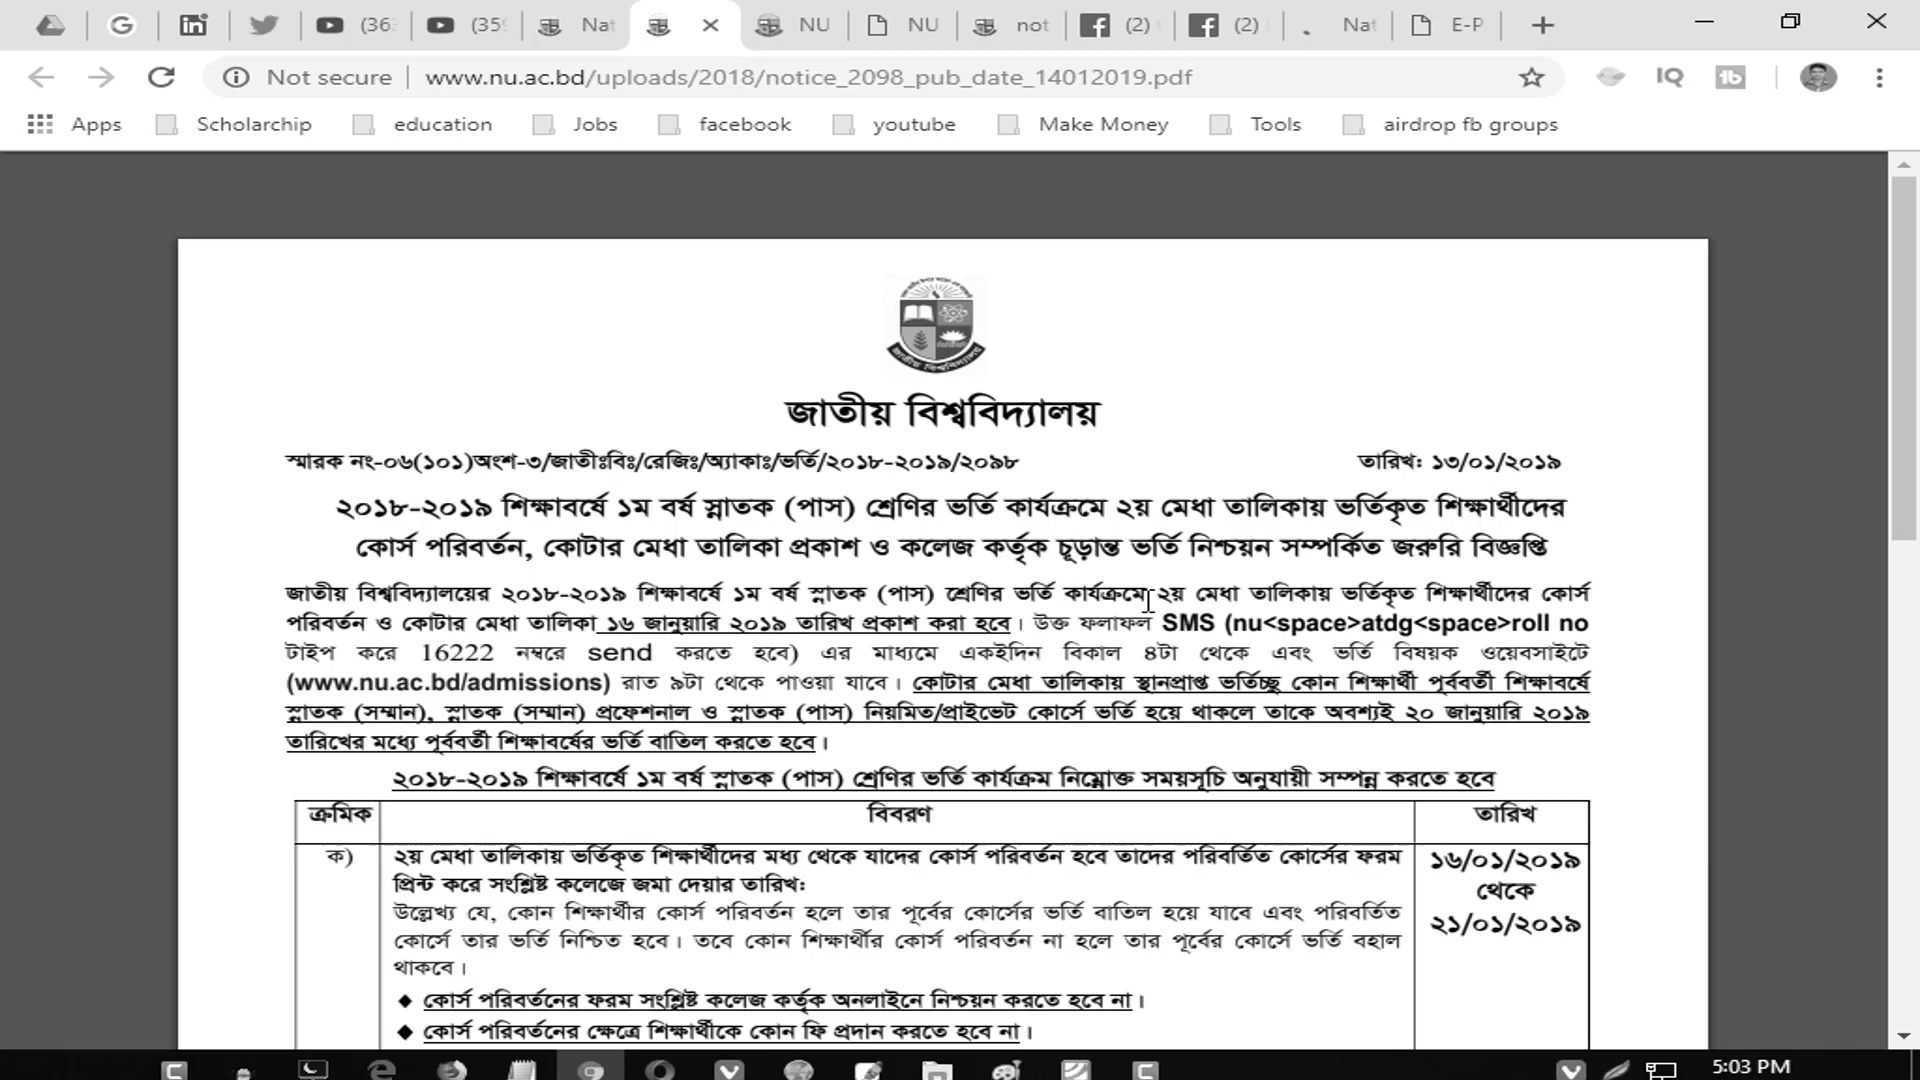 (36
(359
Nat
NU
NU
not
(2)
(2)
Nat
E-P
Not secure
www.nu.ac.bd/uploads/2018/notice_2098_pub_date_14012019.pdf
IQ
Apps
Scholarchip
education
Jobs
facebook
youtube
Make Money
Tools
airdrop fb groups
জাতীয় বিশ্ববিদ্যালয়
স্মারক নং-০৬(১০১)অংশ-৩/জাতীঃবিঃ/রেজিঃ/অ্যাকাঃ/ভর্তি/২০১৮-২০১৯/২০৯৮ তারিখ: ১৩/০১/২০১৯
২০১৮-২০১৯ শিক্ষাবর্ষে ১ম বর্ষ স্নাতক (পাস) শ্রেণির ভর্তি কার্যক্রমে ২য় মেধা তালিকায় ভর্তিকৃত শিক্ষার্থীদের
কোর্স পরিবর্তন, কোটার মেধা তালিকা প্রকাশ ও কলেজ কর্তৃক চূড়ান্ত ভর্তি নিশ্চয়ন সম্পর্কিত জরুরি বিজ্ঞপ্তি
জাতীয় বিশ্ববিদ্যালয়ের ২০১৮-২০১৯ শিক্ষাবর্ষে ১ম বর্ষ স্নাতক (পাস) শ্রেণির ভর্তি কার্যক্রমে ২য় মেধা তালিকায় ভর্তিকৃত শিক্ষার্থীদের কোর্স
পরিবর্তন ও কোটার মেধা তালিকা ১৬ জানুয়ারি ২০১৯ তারিখ প্রকাশ করা হবে। উক্ত ফলাফল SMS (nu<space>atdg<space>roll no
টাইপ করে 16222 নম্বরে send করতে হবে) এর মাধ্যমে একইদিন বিকাল ৪টা থেকে এবং ভর্তি বিষয়ক ওয়েবসাইটে
(www.nu.ac.bd/admissions) রাত ৯টা থেকে পাওয়া যাবে। কোটার মেধা তালিকায় স্থানপ্রাপ্ত ভর্তিচ্ছু কোন শিক্ষার্থী পূর্ববর্তী শিক্ষাবর্ষে
স্নাতক (সম্মান), স্নাতক (সম্মান) প্রফেশনাল ও স্নাতক (পাস) নিয়মিত/প্রাইভেট কোর্সে ভর্তি হয়ে থাকলে তাকে অবশ্যই ২০ জানুয়ারি ২০১৯
তারিখের মধ্যে পূর্ববর্তী শিক্ষাবর্ষের ভর্তি বাতিল করতে হবে।
২০১৮-২০১৯ শিক্ষাবর্ষে ১ম বর্ষ স্নাতক (পাস) শ্রেণির ভর্তি কার্যক্রম নিম্নোক্ত সময়সূচি অনুযায়ী সম্পন্ন করতে হবে
ক্রমিক বিবরণ তারিখ
ক) ২য় মেধা তালিকায় ভর্তিকৃত শিক্ষার্থীদের মধ্য থেকে যাদের কোর্স পরিবর্তন হবে তাদের পরিবর্তিত কোর্সের ফরম
প্রিন্ট করে সংশ্লিষ্ট কলেজে জমা দেয়ার তারিখ:
উল্লেখ্য যে, কোন শিক্ষার্থীর কোর্স পরিবর্তন হলে তার পূর্বের কোর্সের ভর্তি বাতিল হয়ে যাবে এবং পরিবর্তিত
কোর্সে তার ভর্তি নিশ্চিত হবে। তবে কোন শিক্ষার্থীর কোর্স পরিবর্তন না হলে তার পূর্বের কোর্সে ভর্তি বহাল
থাকবে।
◆ কোর্স পরিবর্তনের ফরম সংশ্লিষ্ট কলেজ কর্তৃক অনলাইনে নিশ্চয়ন করতে হবে না।
◆ কোর্স পরিবর্তনের ক্ষেত্রে শিক্ষার্থীকে কোন ফি প্রদান করতে হবে না।
১৬/০১/২০১৯
থেকে
২১/০১/২০১৯
5:03 PM